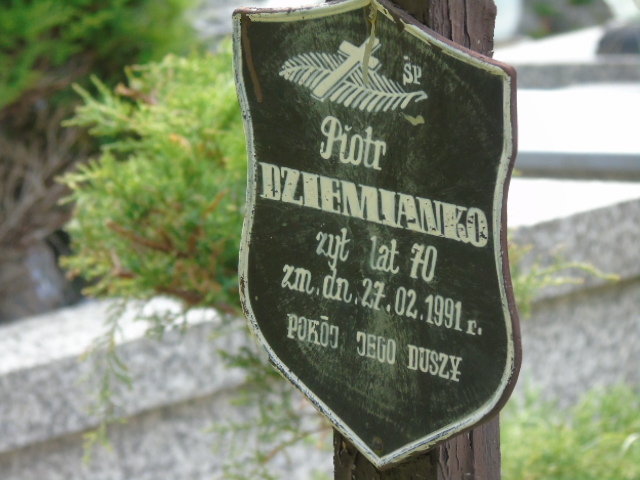 ŚP
Piotr
DZIEMIANKO
żył lat 70
zm. dn. 27.02.1991 r.
POKÓJ JEGO DUSZY